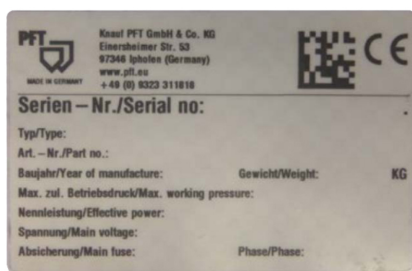 PFT
MADE IN GERMANY
Knauf PFT GmbH & Co. KG
Einersheimer Str. 53
97346 Iphofen (Germany)
www.pft.eu
+49 (0) 9323 311818
CE
Serien – Nr./Serial no:
Typ/Type:
Art. – Nr./Part no.:
Baujahr/Year of manufacture: Gewicht/Weight: KG
Max. zul. Betriebsdruck/Max. working pressure:
Nennleistung/Effective power:
Spannung/Main voltage:
Absicherung/Main fuse: Phase/Phase: